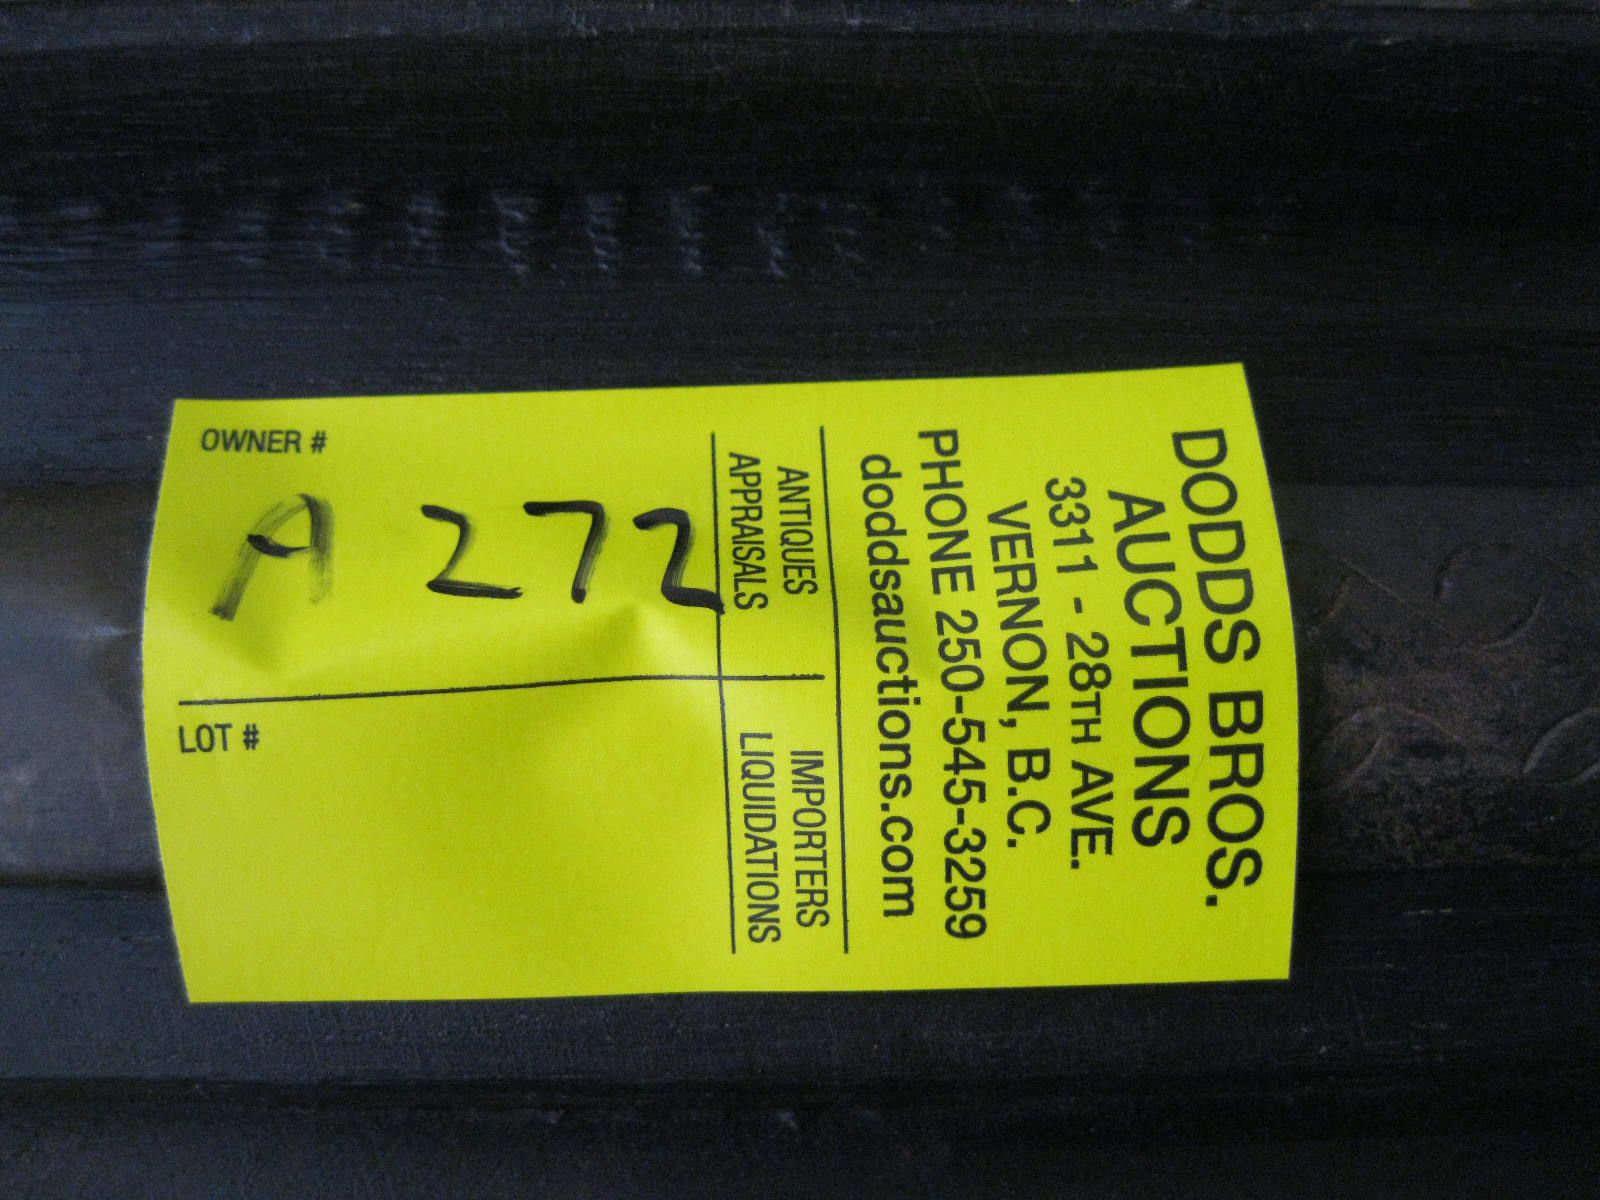 DODDS BROS.
AUCTIONS
3311 - 28TH AVE.
VERNON, B.C.
PHONE 250-545-3259
doddsauctions.com
ANTIQUES
APPRAISALS
IMPORTERS
LIQUIDATIONS
OWNER #
A 272
LOT #